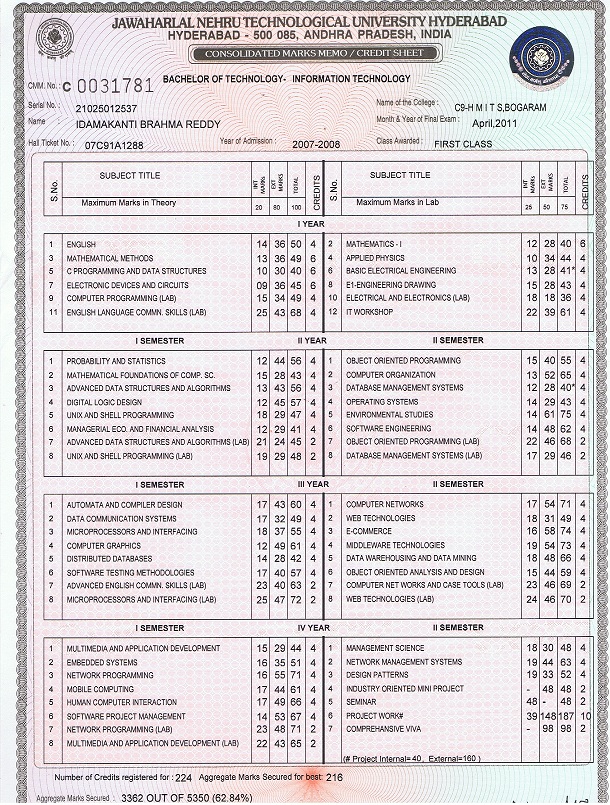 JAWAHARLAL NEHRU TECHNOLOGICAL UNIVERSITY HYDERABAD
HYDERABAD - 500 085, ANDHRA PRADESH, INDIA
CONSOLIDATED MARKS MEMO / CREDIT SHEET
CMM: No.: C 0031781 BACHELOR OF TECHNOLOGY- INFORMATION TECHNOLOGY
Serial No. : 21025012537 Name of the College : C9-H M I T S,BOGARAM
Name : IDAMAKANTI BRAHMA REDDY Month & Year of Final Exam : April,2011
Hall Ticket No. : 07C91A1288 Year of Admission : 2007-2008 Class Awarded : FIRST CLASS
S.No. SUBJECT TITLE INT MARKS EXT MARKS TOTAL CREDITS S.No. SUBJECT TITLE INT MARKS EXT MARKS TOTAL CREDITS
Maximum Marks in Theory 20 80 100 Maximum Marks in Lab 25 50 75
I YEAR
1 ENGLISH 14 36 50 4 2 MATHEMATICS - I 12 28 40 6
3 MATHEMATICAL METHODS 13 36 49 6 4 APPLIED PHYSICS 10 34 44 4
5 C PROGRAMMING AND DATA STRUCTURES 10 30 40 6 6 BASIC ELECTRICAL ENGINEERING 13 28 41* 4
7 ELECTRONIC DEVICES AND CIRCUITS 09 36 45 6 8 E1-ENGINEERING DRAWING 15 28 43 4
9 COMPUTER PROGRAMMING (LAB) 15 34 49 4 10 ELECTRICAL AND ELECTRONICS (LAB) 18 18 36 4
11 ENGLISH LANGUAGE COMMN. SKILLS (LAB) 25 43 68 4 12 IT WORKSHOP 22 39 61 4
I SEMESTER II YEAR II SEMESTER
1 PROBABILITY AND STATISTICS 12 44 56 4 1 OBJECT ORIENTED PROGRAMMING 15 40 55 4
2 MATHEMATICAL FOUNDATIONS OF COMP. SC. 15 28 43 4 2 COMPUTER ORGANIZATION 13 52 65 4
3 ADVANCED DATA STRUCTURES AND ALGORITHMS 13 43 56 4 3 DATABASE MANAGEMENT SYSTEMS 12 28 40* 4
4 DIGITAL LOGIC DESIGN 12 45 57 4 4 OPERATING SYSTEMS 14 29 43 4
5 UNIX AND SHELL PROGRAMMING 18 29 47 4 5 ENVIRONMENTAL STUDIES 14 61 75 4
6 MANAGERIAL ECO. AND FINANCIAL ANALYSIS 12 29 41 4 6 SOFTWARE ENGINEERING 14 48 62 4
7 ADVANCED DATA STRUCTURES AND ALGORITHMS (LAB) 21 24 45 2 7 OBJECT ORIENTED PROGRAMMING (LAB) 22 46 68 2
8 UNIX AND SHELL PROGRAMMING (LAB) 19 29 48 2 8 DATABASE MANAGEMENT SYSTEMS (LAB) 17 29 46 2
I SEMESTER III YEAR II SEMESTER
1 AUTOMATA AND COMPILER DESIGN 17 43 60 4 1 COMPUTER NETWORKS 17 54 71 4
2 DATA COMMUNICATION SYSTEMS 17 32 49 4 2 WEB TECHNOLOGIES 18 31 49 4
3 MICROPROCESSORS AND INTERFACING 18 37 55 4 3 E-COMMERCE 16 58 74 4
4 COMPUTER GRAPHICS 12 49 61 4 4 MIDDLEWARE TECHNOLOGIES 19 54 73 4
5 DISTRIBUTED DATABASES 14 28 42 4 5 DATA WAREHOUSING AND DATA MINING 18 48 66 4
6 SOFTWARE TESTING METHODOLOGIES 17 40 57 4 6 OBJECT ORIENTED ANALYSIS AND DESIGN 15 44 59 4
7 ADVANCED ENGLISH COMMN. SKILLS (LAB) 23 40 63 2 7 COMPUTER NET WORKS AND CASE TOOLS (LAB) 23 46 69 2
8 MICROPROCESSORS AND INTERFACING (LAB) 25 47 72 2 8 WEB TECHNOLOGIES (LAB) 24 46 70 2
I SEMESTER IV YEAR II SEMESTER
1 MULTIMEDIA AND APPLICATION DEVELOPMENT 15 29 44 4 1 MANAGEMENT SCIENCE 18 30 48 4
2 EMBEDDED SYSTEMS 16 35 51 4 2 NETWORK MANAGEMENT SYSTEMS 19 44 63 4
3 NETWORK PROGRAMMING 16 55 71 4 3 DESIGN PATTERNS 19 33 52 4
4 MOBILE COMPUTING 17 44 61 4 4 INDUSTRY ORIENTED MINI PROJECT - 48 48 2
5 HUMAN COMPUTER INTERACTION 17 49 66 4 5 SEMINAR 48 - 48 2
6 SOFTWARE PROJECT MANAGEMENT 14 53 67 4 6 PROJECT WORK# 39 148 187 10
7 NETWORK PROGRAMMING (LAB) 23 48 71 2 7 COMPREHENSIVE VIVA - 98 98 2
8 MULTIMEDIA AND APPLICATION DEVELOPMENT (LAB) 22 43 65 2
(# Project Internal=40, External=160 )
Number of Credits registered for : 224 Aggregate Marks Secured for best: 216
Aggregate Marks Secured : 3362 OUT OF 5350 (62.84%)